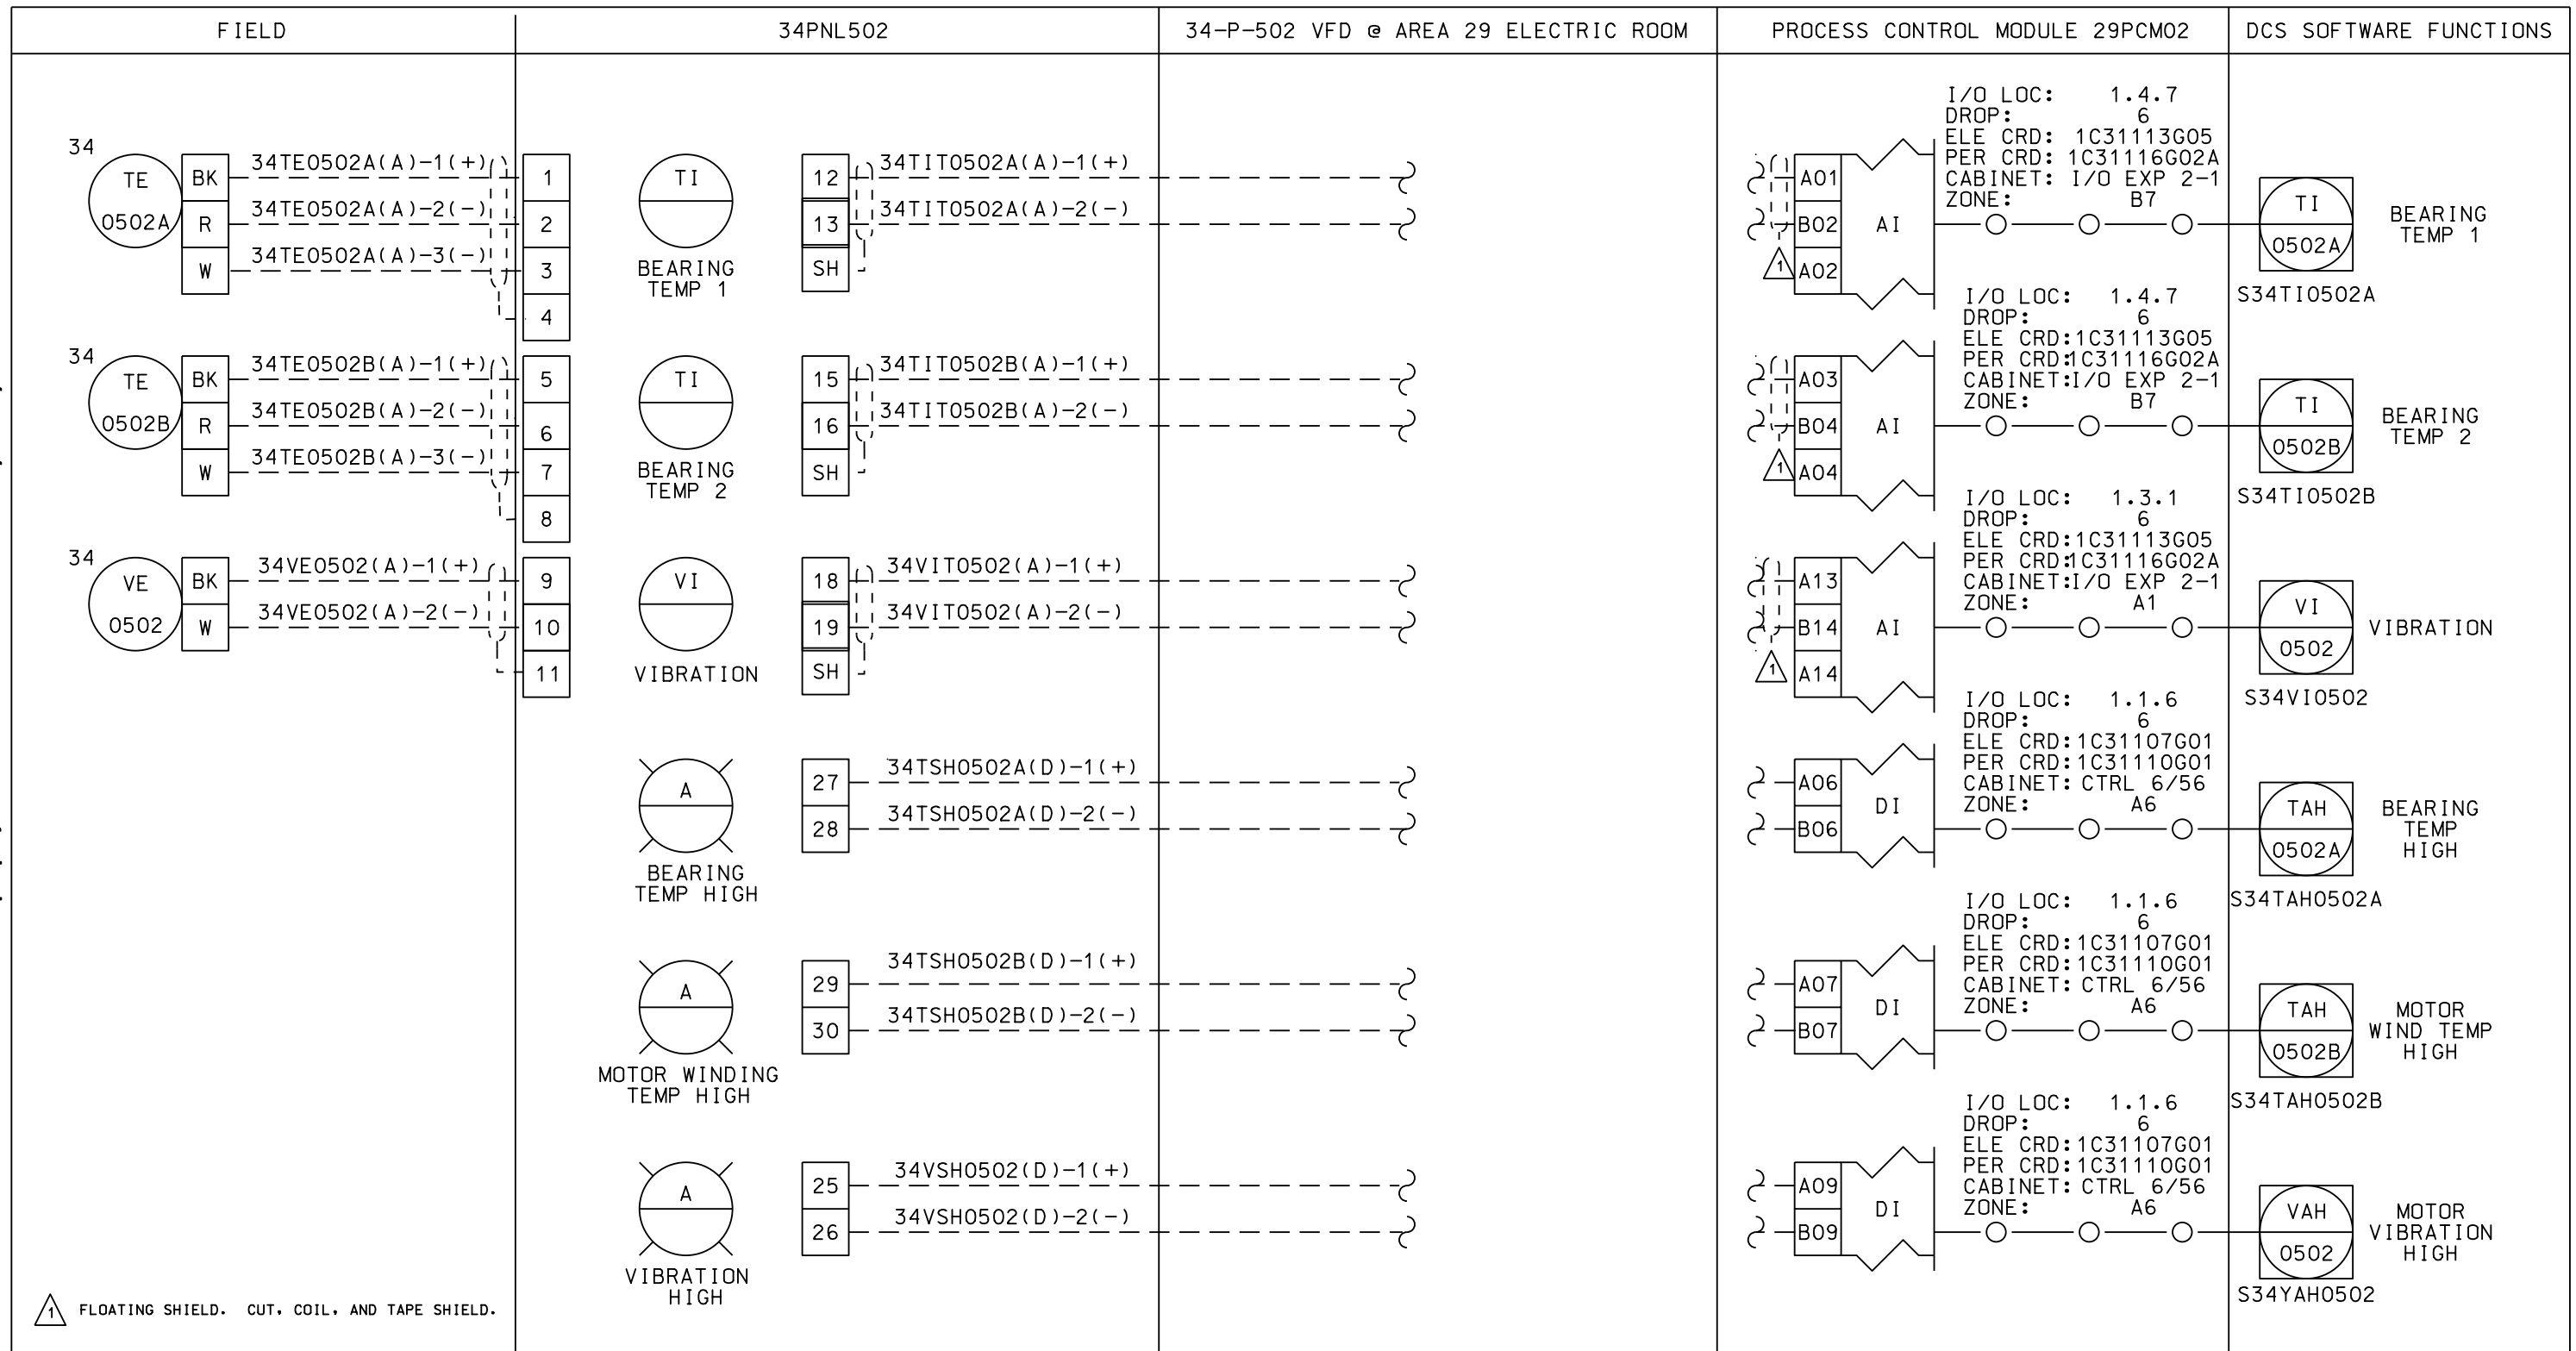 FIELD
34PNL502
34-P-502 VFD @ AREA 29 ELECTRIC ROOM
PROCESS CONTROL MODULE 29PCM02
DCS SOFTWARE FUNCTIONS
34
TE
0502A
BK
R
W
34TE0502A(A)-1(+)
34TE0502A(A)-2(-)
34TE0502A(A)-3(-)
1
2
3
4
TI
BEARING
TEMP 1
12
13
SH
34TIT0502A(A)-1(+)
34TIT0502A(A)-2(-)
1
A01
B02
A02
AI
I/O LOC: 1.4.7
DROP: 6
ELE CRD: 1C31113G05
PER CRD: 1C31116G02A
CABINET: I/O EXP 2-1
ZONE: B7
TI
0502A
S34TI0502A
BEARING
TEMP 1
34
TE
0502B
BK
R
W
34TE0502B(A)-1(+)
34TE0502B(A)-2(-)
34TE0502B(A)-3(-)
5
6
7
8
TI
BEARING
TEMP 2
15
16
SH
34TIT0502B(A)-1(+)
34TIT0502B(A)-2(-)
1
A03
B04
A04
AI
I/O LOC: 1.4.7
DROP: 6
ELE CRD:1C31113G05
PER CRD:1C31116G02A
CABINET:I/O EXP 2-1
ZONE: B7
TI
0502B
S34TI0502B
BEARING
TEMP 2
34
VE
0502
BK
W
34VE0502(A)-1(+)
34VE0502(A)-2(-)
9
10
11
VI
VIBRATION
18
19
SH
34VIT0502(A)-1(+)
34VIT0502(A)-2(-)
1
A13
B14
A14
AI
I/O LOC: 1.3.1
DROP: 6
ELE CRD:1C31113G05
PER CRD:1C31116G02A
CABINET:I/O EXP 2-1
ZONE: A1
VI
0502
S34VI0502
VIBRATION
A
BEARING
TEMP HIGH
27
28
34TSH0502A(D)-1(+)
34TSH0502A(D)-2(-)
A06
B06
DI
I/O LOC: 1.1.6
DROP: 6
ELE CRD:1C31107G01
PER CRD:1C31110G01
CABINET: CTRL 6/56
ZONE: A6
TAH
0502A
S34TAH0502A
BEARING
TEMP
HIGH
A
MOTOR WINDING
TEMP HIGH
29
30
34TSH0502B(D)-1(+)
34TSH0502B(D)-2(-)
A07
B07
DI
I/O LOC: 1.1.6
DROP: 6
ELE CRD:1C31107G01
PER CRD:1C31110G01
CABINET: CTRL 6/56
ZONE: A6
TAH
0502B
S34TAH0502B
MOTOR
WIND TEMP
HIGH
A
VIBRATION
HIGH
25
26
34VSH0502(D)-1(+)
34VSH0502(D)-2(-)
A09
B09
DI
I/O LOC: 1.1.6
DROP: 6
ELE CRD:1C31107G01
PER CRD:1C31110G01
CABINET: CTRL 6/56
ZONE: A6
VAH
0502
S34YAH0502
MOTOR
VIBRATION
HIGH
1 FLOATING SHIELD. CUT, COIL, AND TAPE SHIELD.